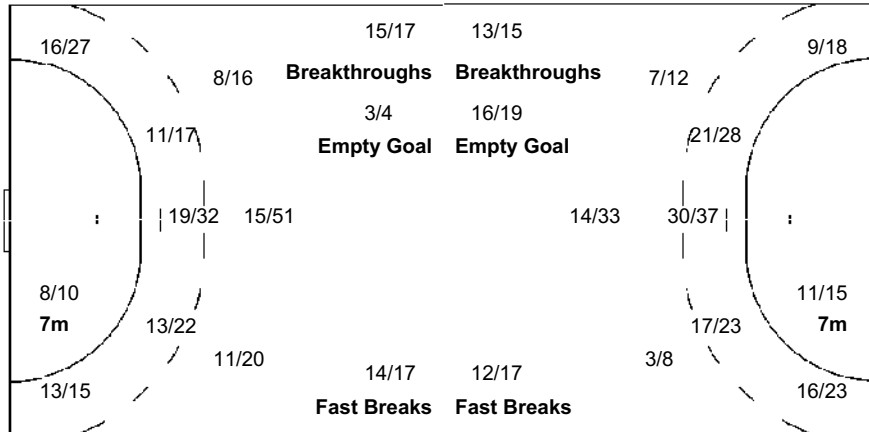 15/17 13/15
16/27 9/18
Breakthroughs Breakthroughs
8/16 7/12
3/4 16/19
11/17 21/28
Empty Goal Empty Goal
19/32 15/51 14/33 30/37
8/10 11/15
7m 7m
13/22 17/23
11/20 3/8
14/17 12/17
13/15 16/23
Fast Breaks Fast Breaks